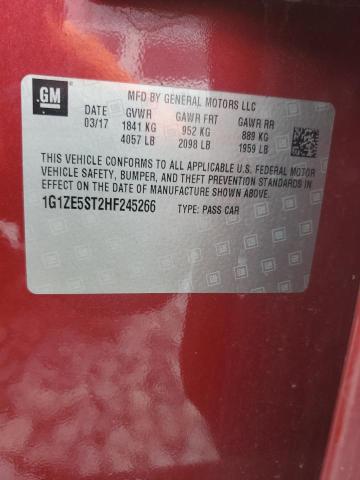 GM
MFD BY GENERAL MOTORS LLC
DATE GVWR GAWR FRT GAWR RR
03/17 1841 KG 952 KG 889 KG
4057 LB 2098 LB 1959 LB
THIS VEHICLE CONFORMS TO ALL APPLICABLE U.S. FEDERAL MOTOR
VEHICLE SAFETY, BUMPER, AND THEFT PREVENTION STANDARDS IN
EFFECT ON THE DATE OF MANUFACTURE SHOWN ABOVE.
1G1ZE5ST2HF245266 TYPE: PASS CAR